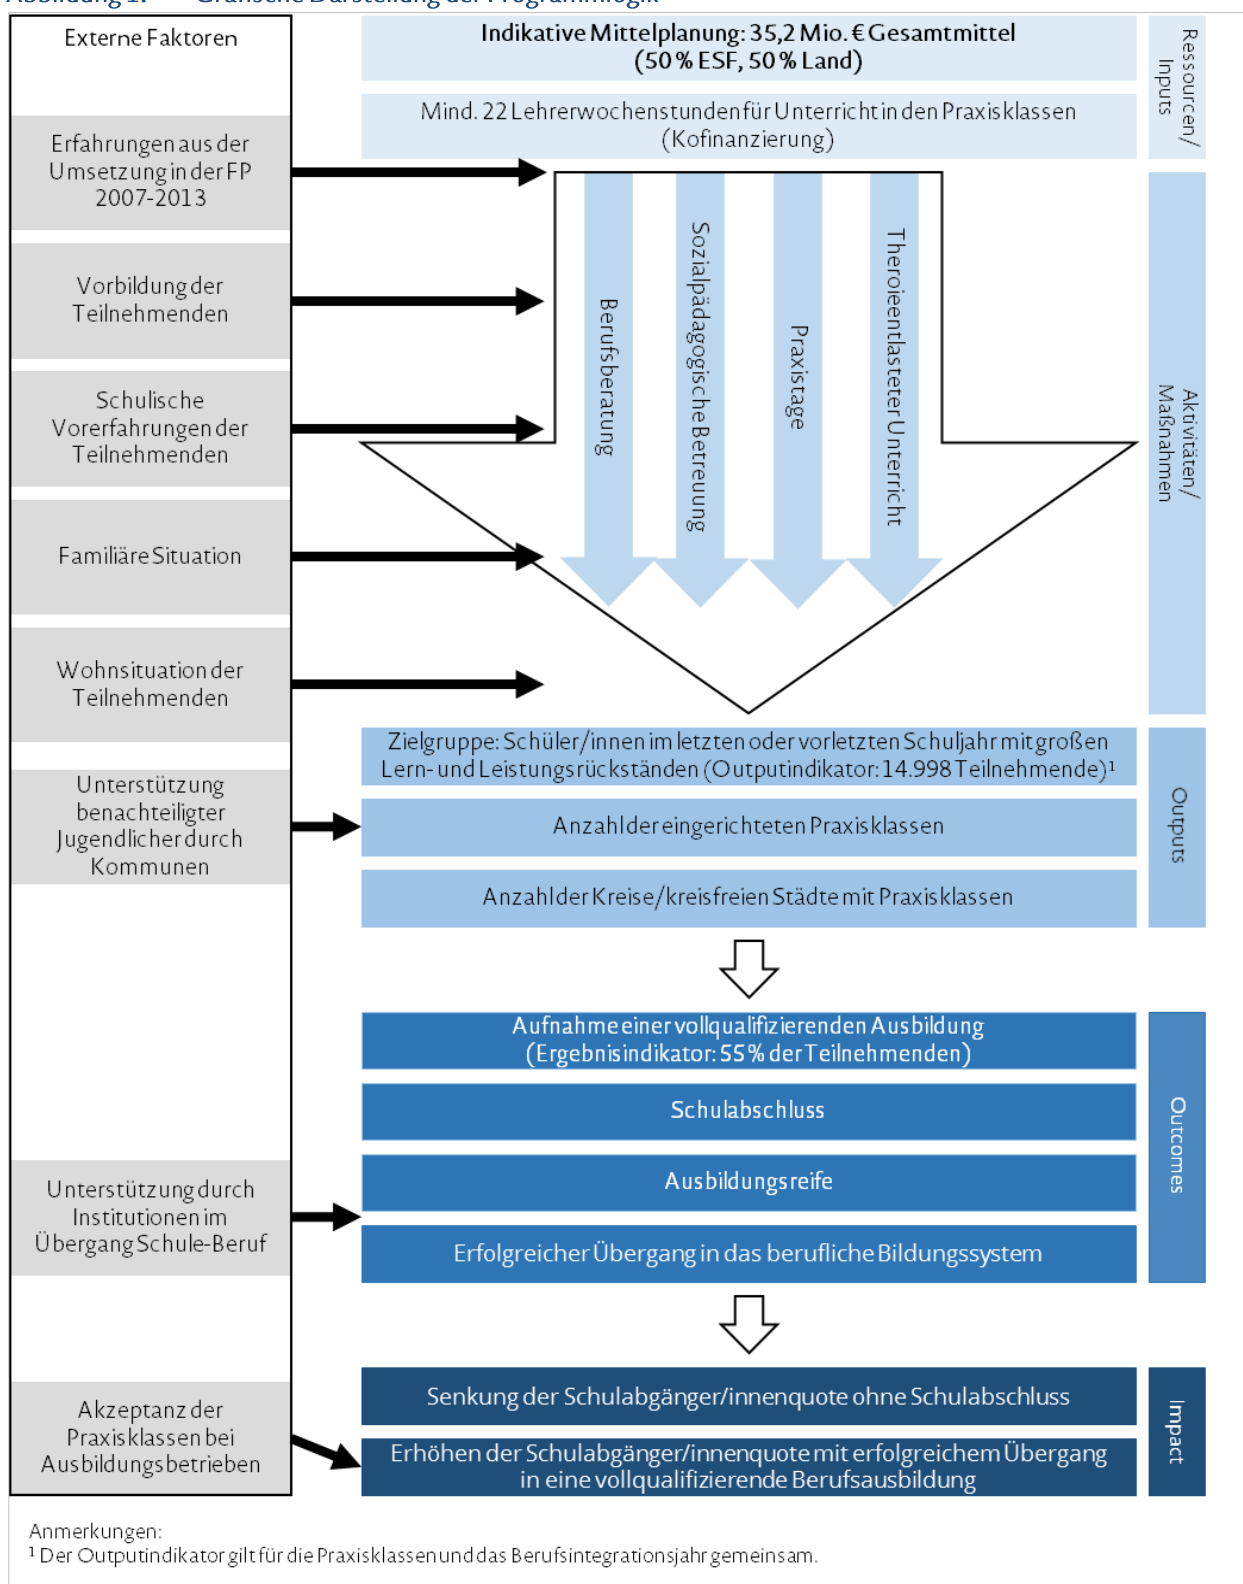 Abbildung 1: Grafische Darstellung der Programmlogik
Externe Faktoren
Erfahrungen aus der
Umsetzung in der FP
2007-2013
Vorbildung der
Teilnehmenden
Schulische
Vorerfahrungen der
Teilnehmenden
Familiäre Situation
Wohnsituation der
Teilnehmenden
Unterstützung
benachteiligter
Jugendlicher durch
Kommunen
Unterstützung durch
Institutionen im
Übergang Schule-Beruf
Akzeptanz der
Praxisklassen bei
Ausbildungsbetrieben
Indikative Mittelplanung: 35,2 Mio. € Gesamtmittel
(50 % ESF, 50 % Land)
Mind. 22 Lehrerwochenstunden für Unterricht in den Praxisklassen
(Kofinanzierung)
Ressourcen/
Inputs
Berufsberatung
Sozialpädagogische Betreuung
Praxistage
Theroieentlasteter Unterricht
Aktivitäten/
Maßnahmen
Zielgruppe: Schüler/innen im letzten oder vorletzten Schuljahr mit großen
Lern- und Leistungsrückständen (Outputindikator: 14.998 Teilnehmende)¹
Anzahl der eingerichteten Praxisklassen
Anzahl der Kreise/kreisfreien Städte mit Praxisklassen
Outputs
Aufnahme einer vollqualifizierenden Ausbildung
(Ergebnisindikator: 55 % der Teilnehmenden)
Schulabschluss
Ausbildungsreife
Erfolgreicher Übergang in das berufliche Bildungssystem
Outcomes
Senkung der Schulabgänger/innenquote ohne Schulabschluss
Erhöhen der Schulabgänger/innenquote mit erfolgreichem Übergang
in eine vollqualifizierende Berufsausbildung
Impact
Anmerkungen:
¹ Der Outputindikator gilt für die Praxisklassen und das Berufsintegrationsjahr gemeinsam.